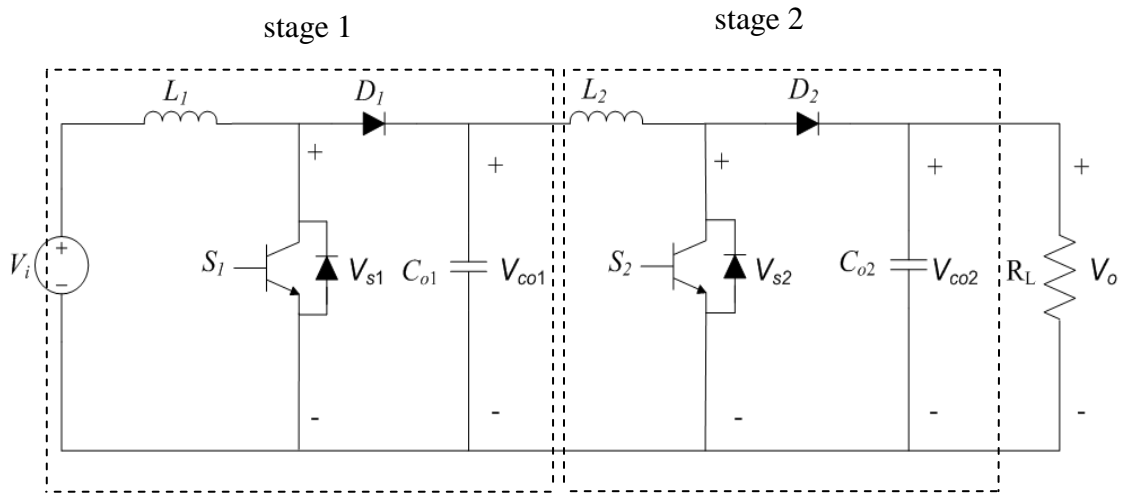 stage 1
stage 2
L1
D1
L2
D2
+
+
+
+
+
Vi
+
−
S1
Vs1
Co1
Vco1
S2
Vs2
Co2
Vco2
RL
Vo
-
-
-
-
-